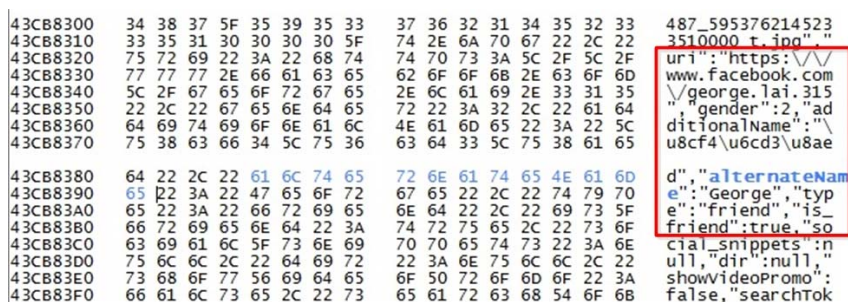 43CB8300 34 38 37 5F 35 39 35 33 37 36 32 31 34 35 32 33 487_595376214523
43CB8310 33 35 31 30 30 30 30 5F 74 2E 6A 70 67 22 2C 22 3510000_t.jpg","
43CB8320 75 72 69 22 3A 22 68 74 74 70 73 3A 5C 2F 5C 2F uri":"https:\/\/
43CB8330 77 77 77 2E 66 61 63 65 62 6F 6F 6B 2E 63 6F 6D www.facebook.com
43CB8340 5C 2F 67 65 6F 72 67 65 2E 6C 61 69 2E 33 31 35 \/george.lai.315
43CB8350 22 2C 22 67 65 6E 64 65 72 22 3A 32 2C 22 61 64 ","gender":2,"ad
43CB8360 64 69 74 69 6F 6E 61 6C 4E 61 6D 65 22 3A 22 5C ditionalName":"\
43CB8370 75 38 63 66 34 5C 75 36 63 64 33 5C 75 38 61 65 u8cf4\u6cd3\u8ae
43CB8380 64 22 2C 22 61 6C 74 65 72 6E 61 74 65 4E 61 6D d","alternateNam
43CB8390 65 22 3A 22 47 65 6F 72 67 65 22 2C 22 74 79 70 e":"George","typ
43CB83A0 65 22 3A 22 66 72 69 65 6E 64 22 2C 22 69 73 5F e":"friend","is_
43CB83B0 66 72 69 65 6E 64 22 3A 74 72 75 65 2C 22 73 6F friend":true,"so
43CB83C0 63 69 61 6C 5F 73 6E 69 70 70 65 74 73 22 3A 6E cial_snippets":n
43CB83D0 75 6C 6C 2C 22 64 69 72 22 3A 6E 75 6C 6C 2C 22 ull,"dir":null,"
43CB83E0 73 68 6F 77 56 69 64 65 6F 50 72 6F 6D 6F 22 3A showVideoPromo":
43CB83F0 66 61 6C 73 65 2C 22 73 65 61 72 63 68 54 6F 6B false,"searchTok